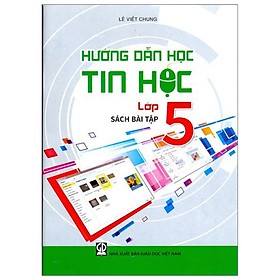 LÊ VIẾT CHUNG
HƯỚNG DẪN HỌC
TIN HỌC
Lớp 5
SÁCH BÀI TẬP
NHÀ XUẤT BẢN GIÁO DỤC VIỆT NAM